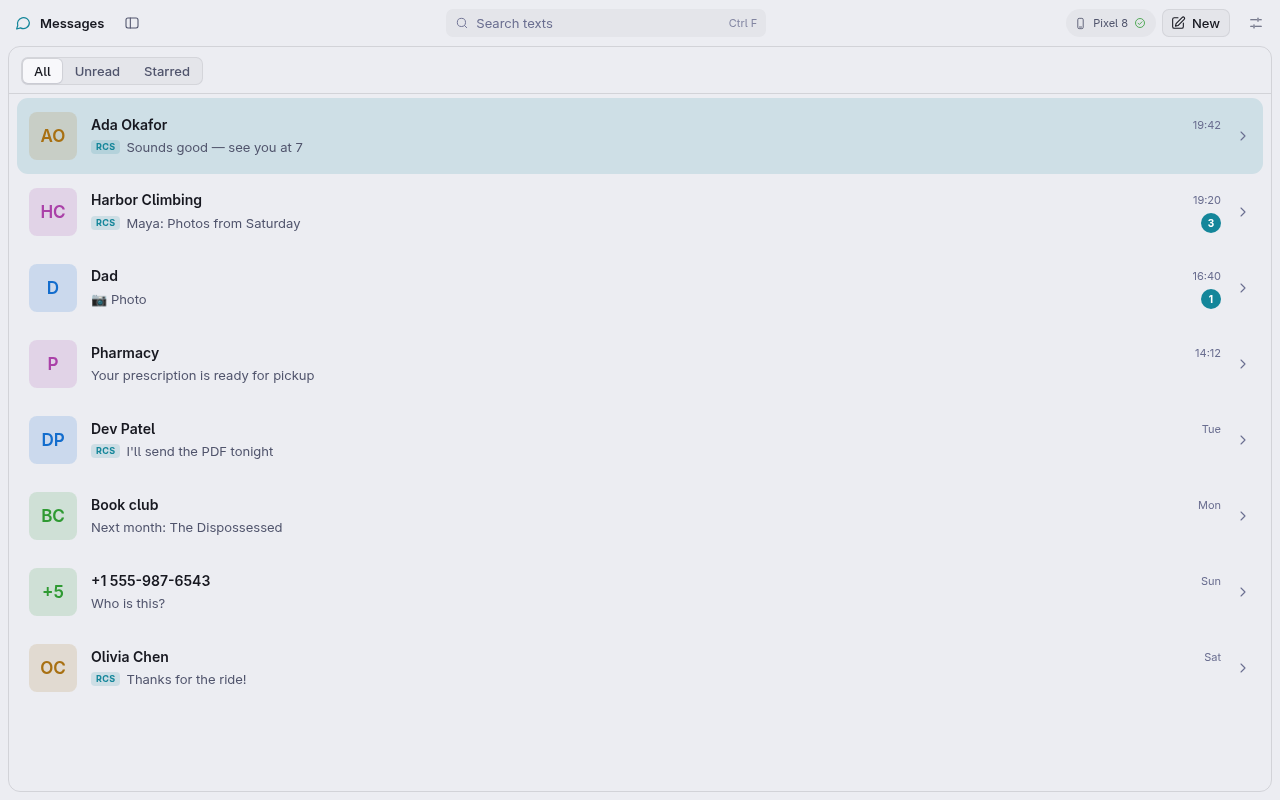 Messages
Search texts
Ctrl F
Pixel 8
New
All
Unread
Starred
AO
Ada Okafor
19:42
RCS
Sounds good — see you at 7
HC
Harbor Climbing
19:20
RCS
Maya: Photos from Saturday
3
D
Dad
16:40
📷 Photo
1
P
Pharmacy
14:12
Your prescription is ready for pickup
DP
Dev Patel
Tue
RCS
I'll send the PDF tonight
BC
Book club
Mon
Next month: The Dispossessed
+5
+1 555-987-6543
Sun
Who is this?
OC
Olivia Chen
Sat
RCS
Thanks for the ride!